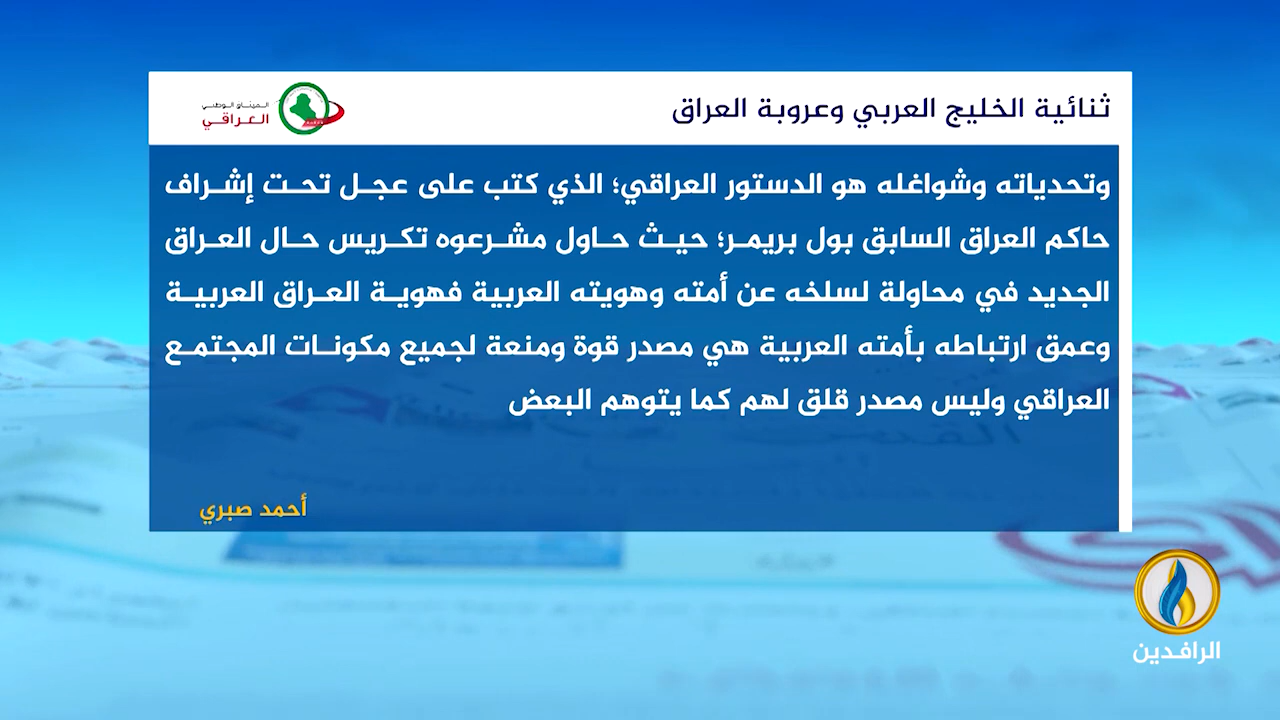 ثنائية الخليج العربي وعروبة العراق
الميثاق الوطني
العراقي
وتحدياته وشواغله هو الدستور العراقي؛ الذي كتب على عجل تحت إشراف
حاكم العراق السابق بول بريمر؛ حيث حاول مشرعوه تكريس حال العراق
الجديد في محاولة لسلخه عن أمته وهويته العربية فهوية العراق العربية
وعمق ارتباطه بأمته العربية هي مصدر قوة ومنعة لجميع مكونات المجتمع
العراقي وليس مصدر قلق لهم كما يتوهم البعض
أحمد صبري
الرافدين